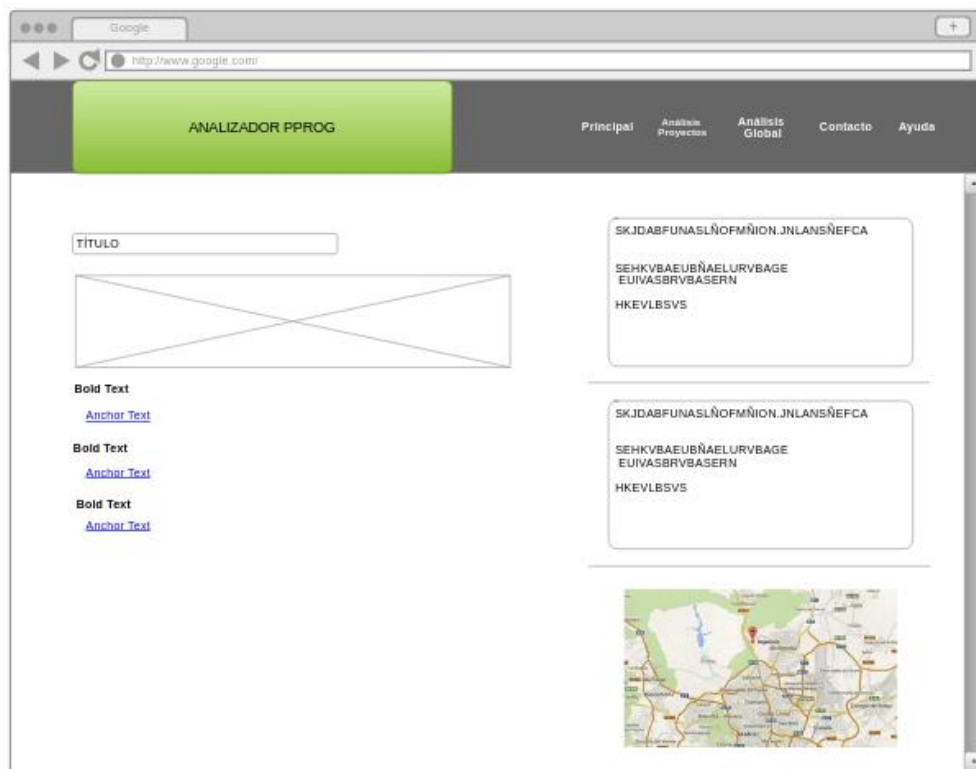 Google
+
http://www.google.com/
ANALIZADOR PPROG
Principal
Análisis
Proyectos
Análisis
Global
Contacto
Ayuda
TÍTULO
Bold Text
Anchor Text
Bold Text
Anchor Text
Bold Text
Anchor Text
SKJDABFUNASLÑOFMÑION.JNLANSÑEFCA
SEHKVBAEUBÑAELURVBAGE
EUIVASBRVBASERN
HKEVLBSVS
SKJDABFUNASLÑOFMÑION.JNLANSÑEFCA
SEHKVBAEUBÑAELURVBAGE
EUIVASBRVBASERN
HKEVLBSVS